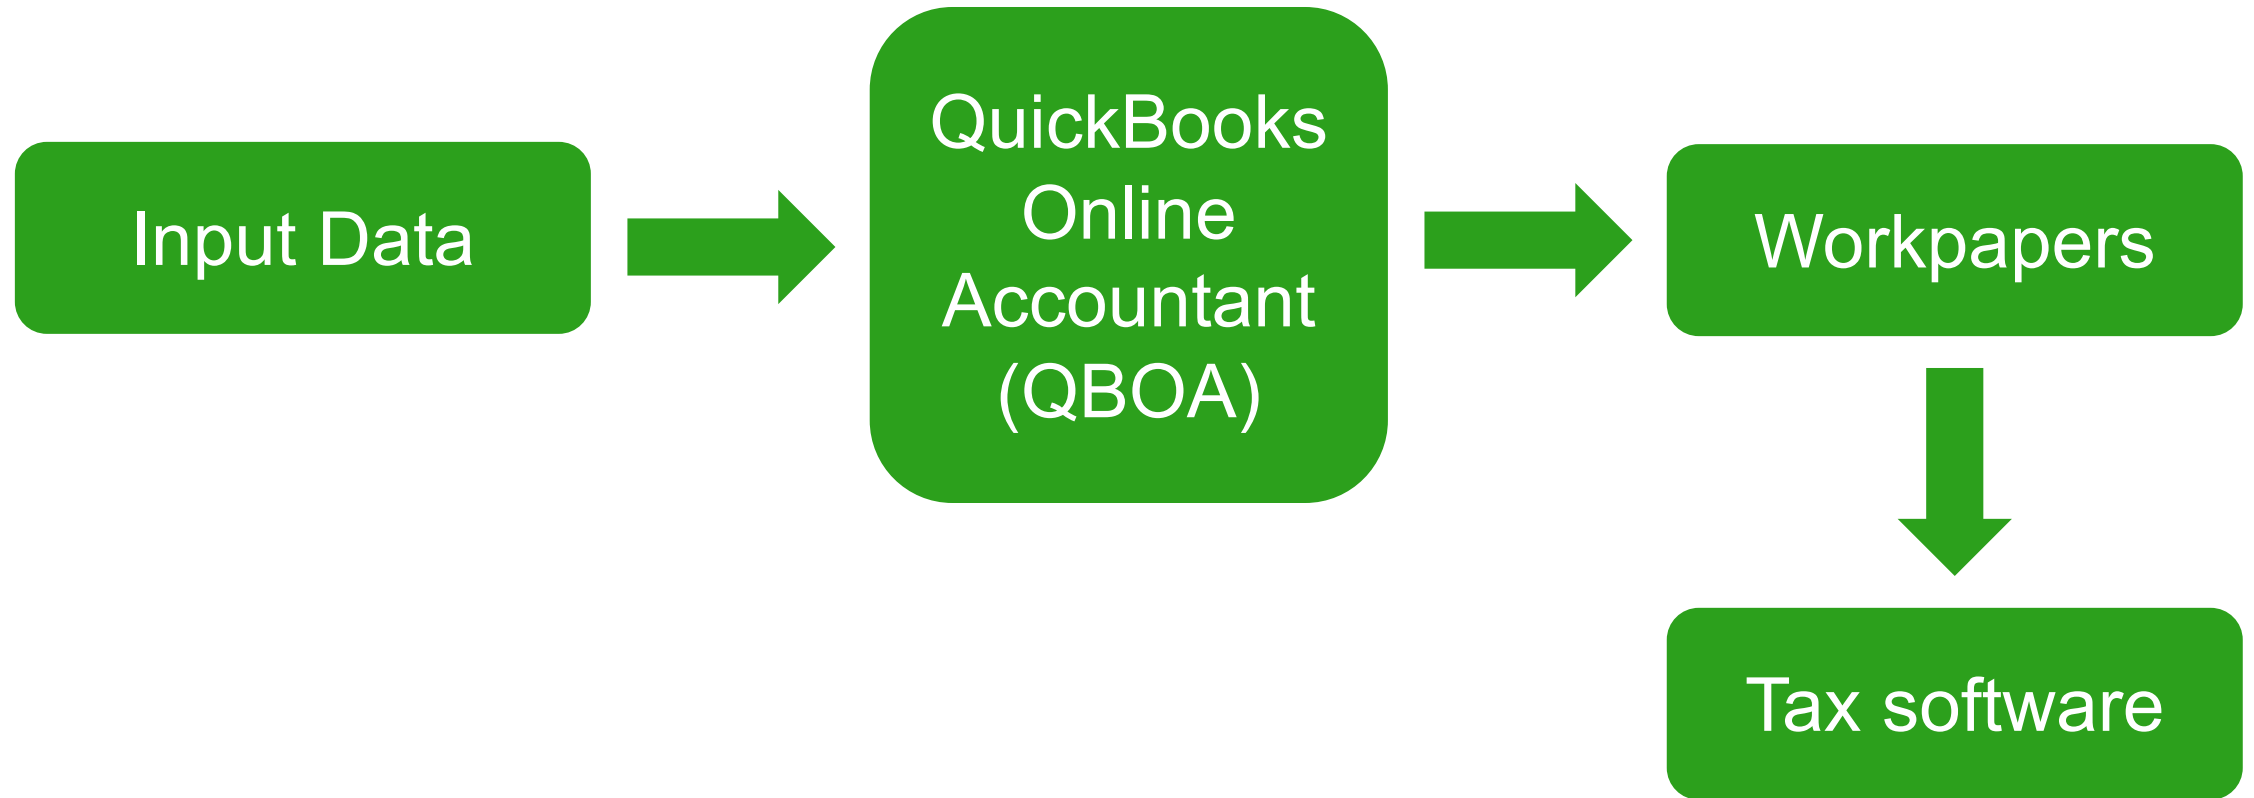 Input Data
QuickBooks
Online
Accountant
(QBOA)
Workpapers
Tax software